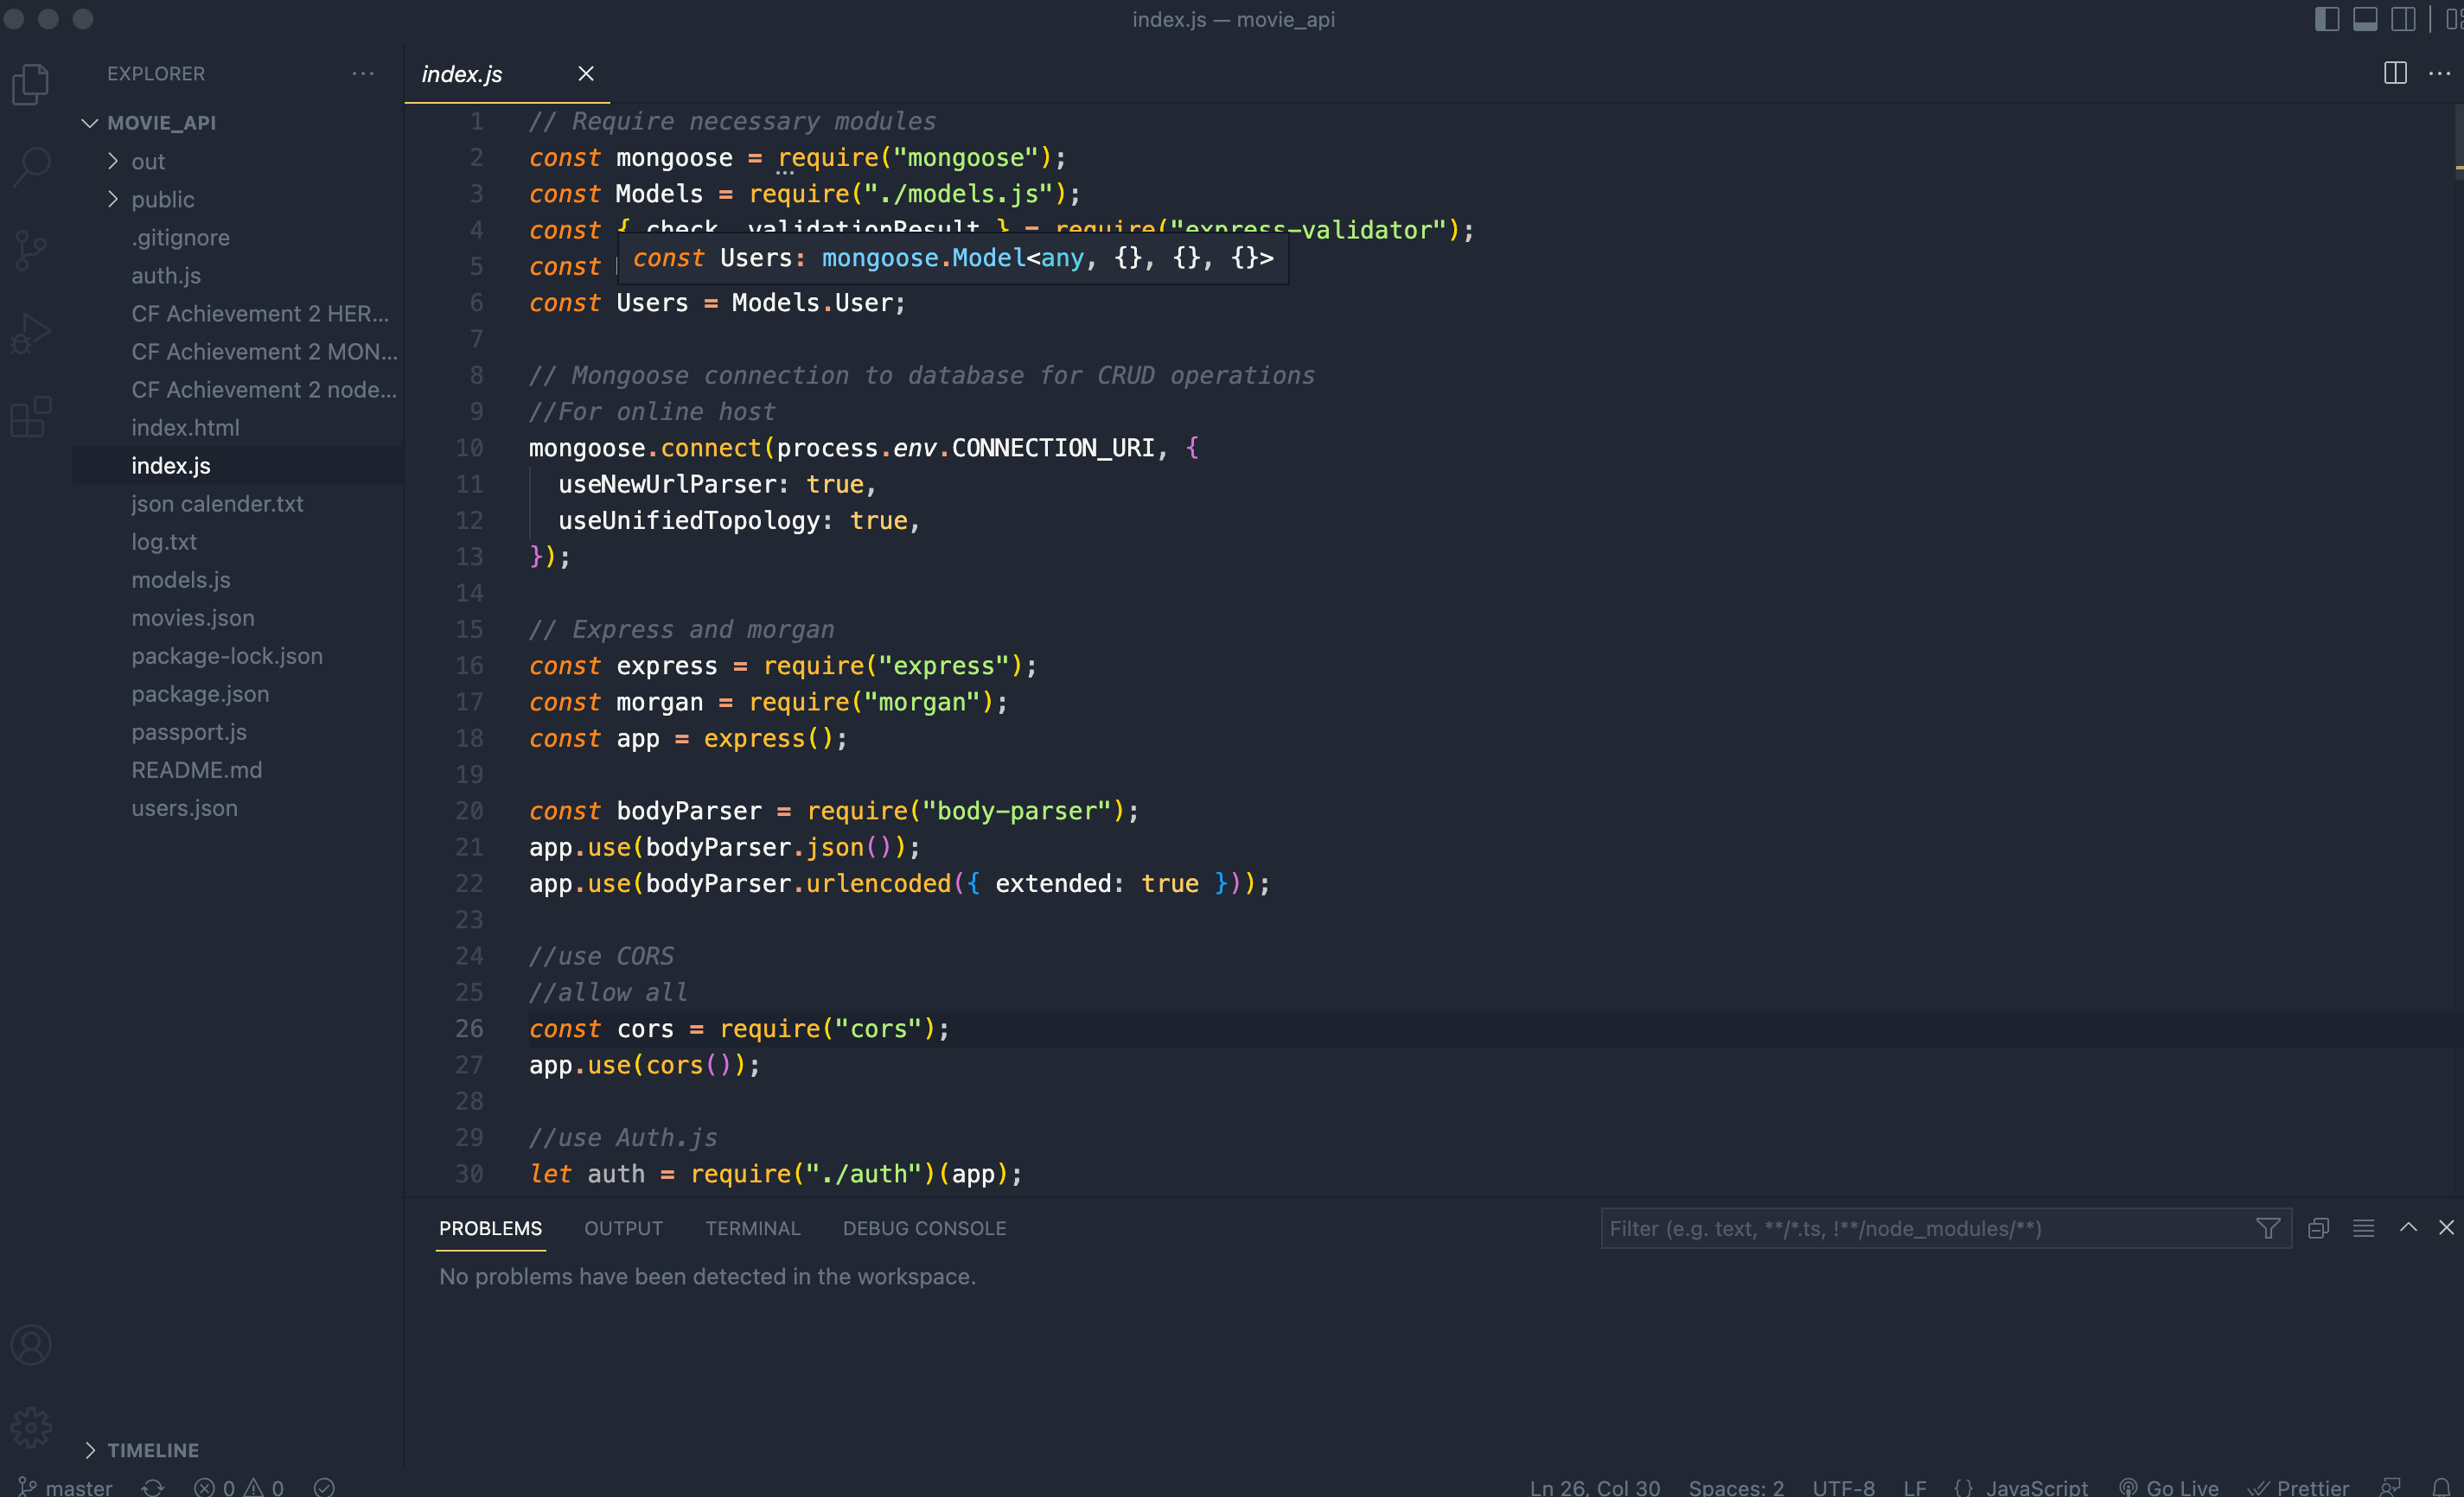 index.js — movie_api
EXPLORER
MOVIE_API
out
public
.gitignore
auth.js
CF Achievement 2 HER...
CF Achievement 2 MON...
CF Achievement 2 node...
index.html
index.js
json calender.txt
log.txt
models.js
movies.json
package-lock.json
package.json
passport.js
README.md
users.json
TIMELINE
index.js
1 // Require necessary modules
2 const mongoose = require("mongoose");
3 const Models = require("./models.js");
4 const { check, validationResult } = require("express-validator");
5 const
const Users: mongoose.Model<any, {}, {}, {}>
6 const Users = Models.User;
7
8 // Mongoose connection to database for CRUD operations
9 //For online host
10 mongoose.connect(process.env.CONNECTION_URI, {
11 useNewUrlParser: true,
12 useUnifiedTopology: true,
13 });
14
15 // Express and morgan
16 const express = require("express");
17 const morgan = require("morgan");
18 const app = express();
19
20 const bodyParser = require("body-parser");
21 app.use(bodyParser.json());
22 app.use(bodyParser.urlencoded({ extended: true }));
23
24 //use CORS
25 //allow all
26 const cors = require("cors");
27 app.use(cors());
28
29 //use Auth.js
30 let auth = require("./auth")(app);
PROBLEMS OUTPUT TERMINAL DEBUG CONSOLE
Filter (e.g. text, **/*.ts, !**/node_modules/**)
No problems have been detected in the workspace.
master 0 0 Ln 26, Col 30 Spaces: 2 UTF-8 LF {} JavaScript Go Live Prettier